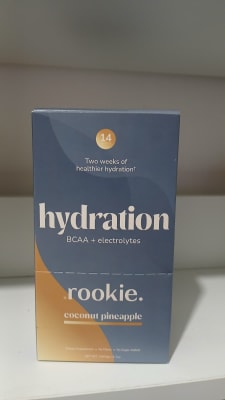 14
Two weeks of
healthier hydration†
hydration
BCAA + electrolytes
rookie.
coconut pineapple